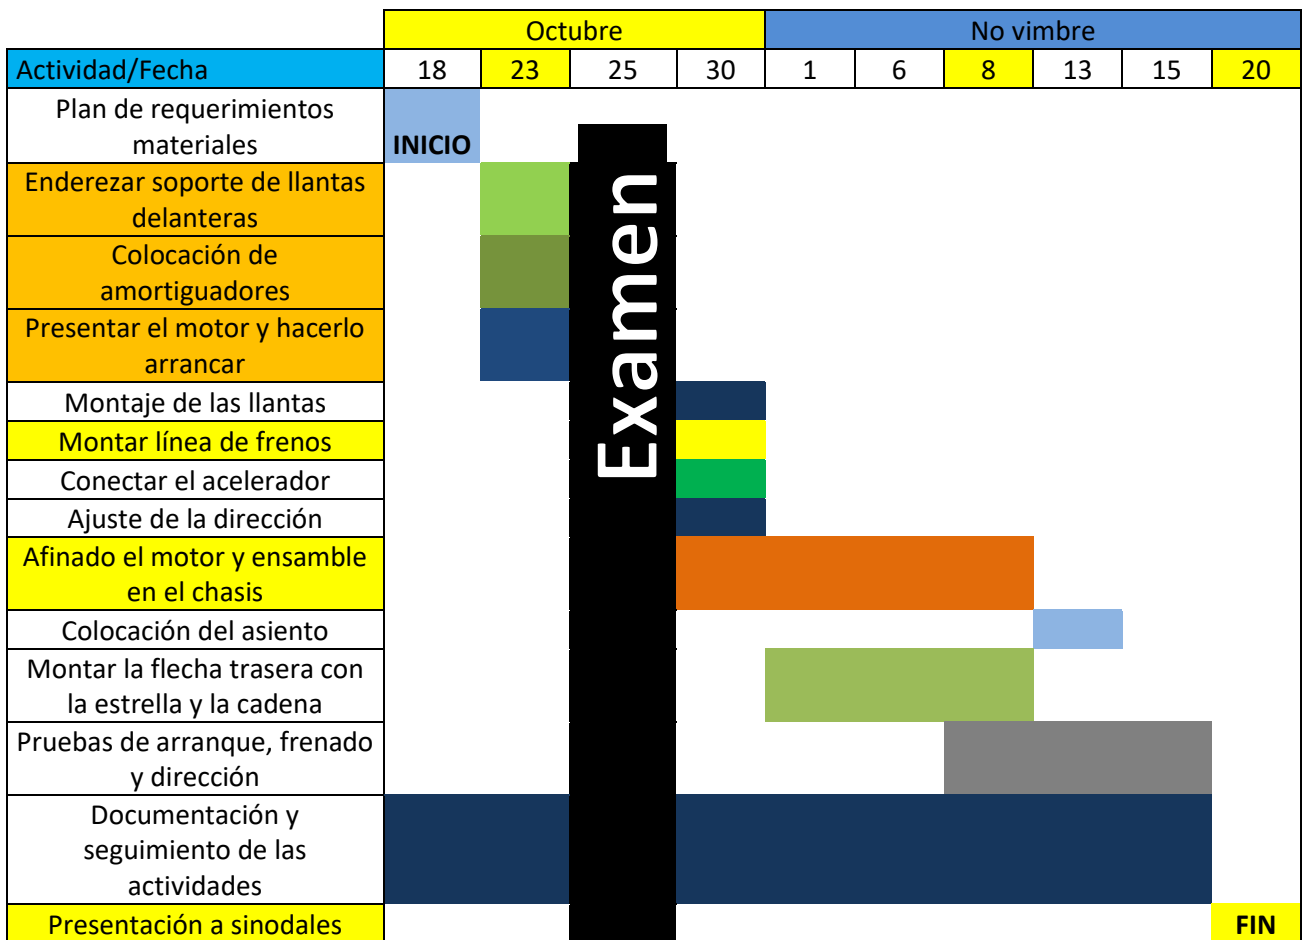 Octubre No vimbre
Actividad/Fecha 18 23 25 30 1 6 8 13 15 20
Plan de requerimientos
materiales INICIO
Enderezar soporte de llantas
delanteras
Colocación de
amortiguadores
Presentar el motor y hacerlo
arrancar
Examen
Montaje de las llantas
Montar línea de frenos
Conectar el acelerador
Ajuste de la dirección
Afinado el motor y ensamble
en el chasis
Colocación del asiento
Montar la flecha trasera con
la estrella y la cadena
Pruebas de arranque, frenado
y dirección
Documentación y
seguimiento de las
actividades
Presentación a sinodales FIN